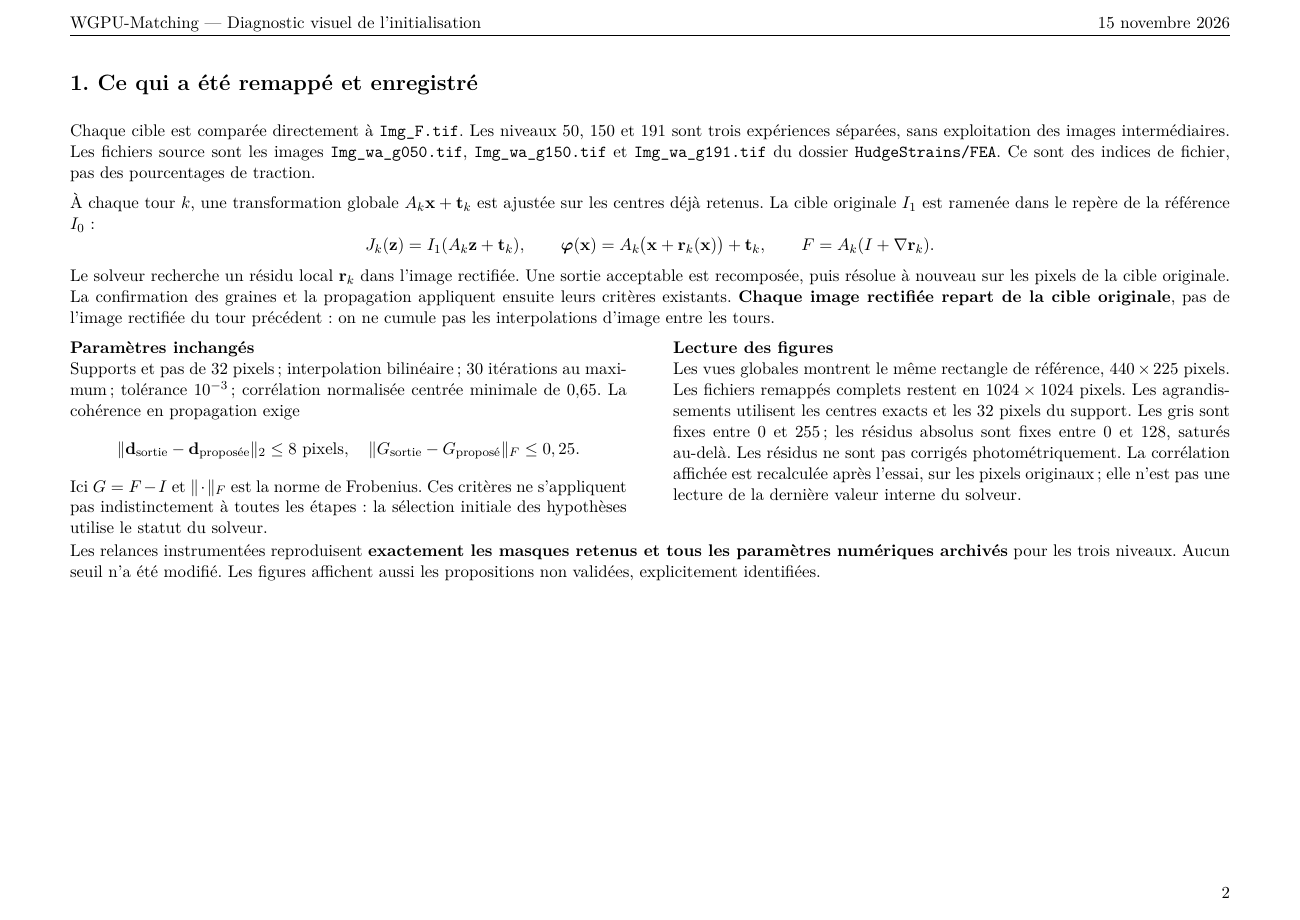 WGPU-Matching — Diagnostic visuel de l'initialisation 15 novembre 2026
1. Ce qui a été remappé et enregistré
Chaque cible est comparée directement à Img_F.tif. Les niveaux 50, 150 et 191 sont trois expériences séparées, sans exploitation des images intermédiaires.
Les fichiers source sont les images Img_wa_g050.tif, Img_wa_g150.tif et Img_wa_g191.tif du dossier HudgeStrains/FEA. Ce sont des indices de fichier,
pas des pourcentages de traction.
À chaque tour k, une transformation globale A_k x + t_k est ajustée sur les centres déjà retenus. La cible originale I_1 est ramenée dans le repère de la référence
I_0 :
J_k(z) = I_1(A_k z + t_k), φ(x) = A_k(x + r_k(x)) + t_k, F = A_k(I + ∇r_k).
Le solveur recherche un résidu local r_k dans l'image rectifiée. Une sortie acceptable est recomposée, puis résolue à nouveau sur les pixels de la cible originale.
La confirmation des graines et la propagation appliquent ensuite leurs critères existants. Chaque image rectifiée repart de la cible originale, pas de
l'image rectifiée du tour précédent : on ne cumule pas les interpolations d'image entre les tours.
Paramètres inchangés
Supports et pas de 32 pixels ; interpolation bilinéaire ; 30 itérations au maxi-
mum ; tolérance 10^{-3} ; corrélation normalisée centrée minimale de 0,65. La
cohérence en propagation exige
‖d_sortie − d_proposée‖_2 ≤ 8 pixels, ‖G_sortie − G_proposé‖_F ≤ 0, 25.
Ici G = F − I et ‖·‖_F est la norme de Frobenius. Ces critères ne s'appliquent
pas indistinctement à toutes les étapes : la sélection initiale des hypothèses
utilise le statut du solveur.
Lecture des figures
Les vues globales montrent le même rectangle de référence, 440 × 225 pixels.
Les fichiers remappés complets restent en 1024 × 1024 pixels. Les agrandis-
sements utilisent les centres exacts et les 32 pixels du support. Les gris sont
fixes entre 0 et 255 ; les résidus absolus sont fixes entre 0 et 128, saturés
au-delà. Les résidus ne sont pas corrigés photométriquement. La corrélation
affichée est recalculée après l'essai, sur les pixels originaux ; elle n'est pas une
lecture de la dernière valeur interne du solveur.
Les relances instrumentées reproduisent exactement les masques retenus et tous les paramètres numériques archivés pour les trois niveaux. Aucun
seuil n'a été modifié. Les figures affichent aussi les propositions non validées, explicitement identifiées.
2